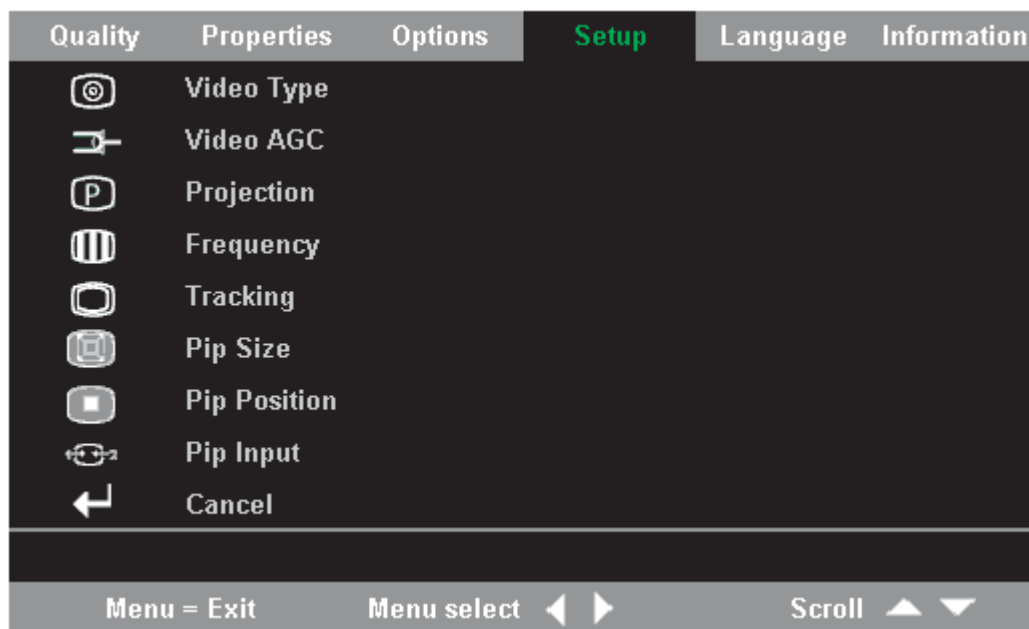 Quality Properties Options Setup Language Information
Video Type
Video AGC
P Projection
Frequency
Tracking
Pip Size
Pip Position
Pip Input
Cancel
Menu = Exit Menu select Scroll